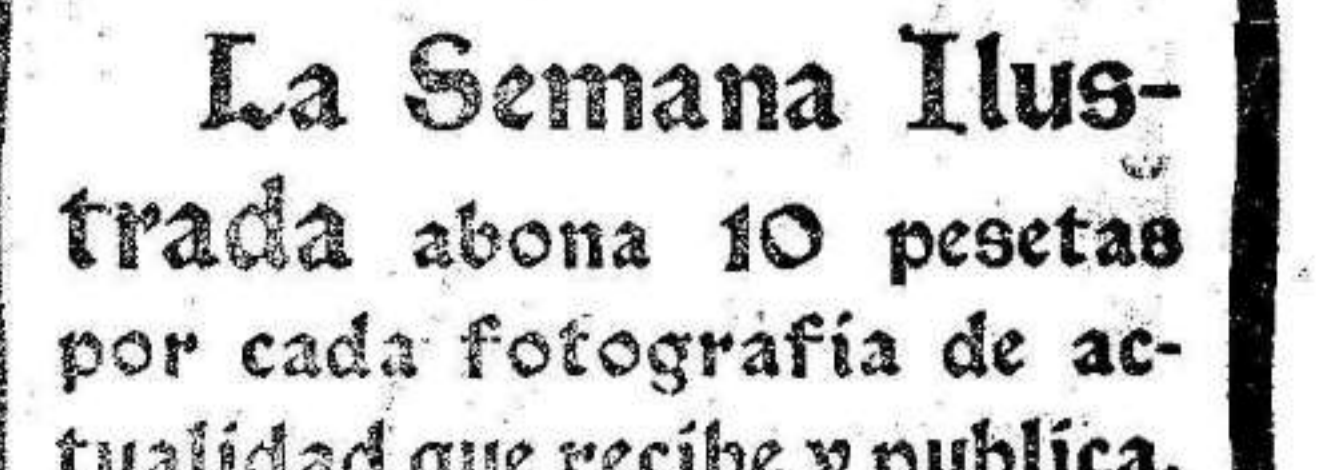 La Semana Ilus-
trada abona 10 pesetas
por cada fotografía de ac-
tualidad que recibe y publica.